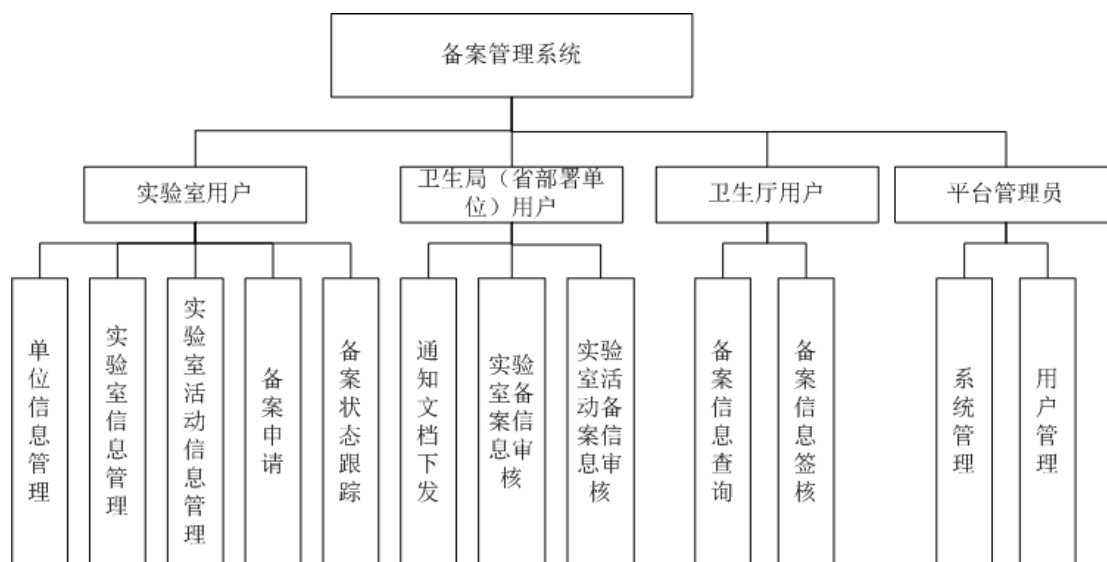 备案管理系统
实验室用户
卫生局（省部署单
位）用户
卫生厅用户
平台管理员
单位信息管理
实验室信息管理
实验室活动信息管理
备案申请
备案状态跟踪
通知文档下发
实验
室备
案信
息审
核
实验
室活
动备
案信
息审
核
备案信息查询
备案信息签核
系统管理
用户管理